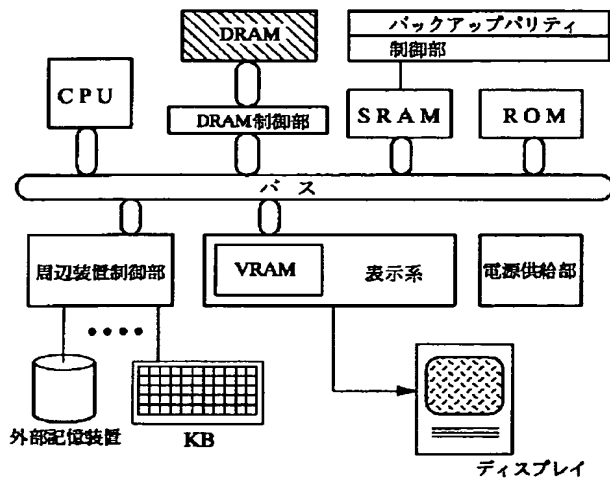 DRAM
バックアップパリティ
制御部
CPU
DRAM制御部
SRAM
ROM
バス
周辺装置制御部
VRAM
表示系
電源供給部
外部記憶装置
KB
ディスプレイ